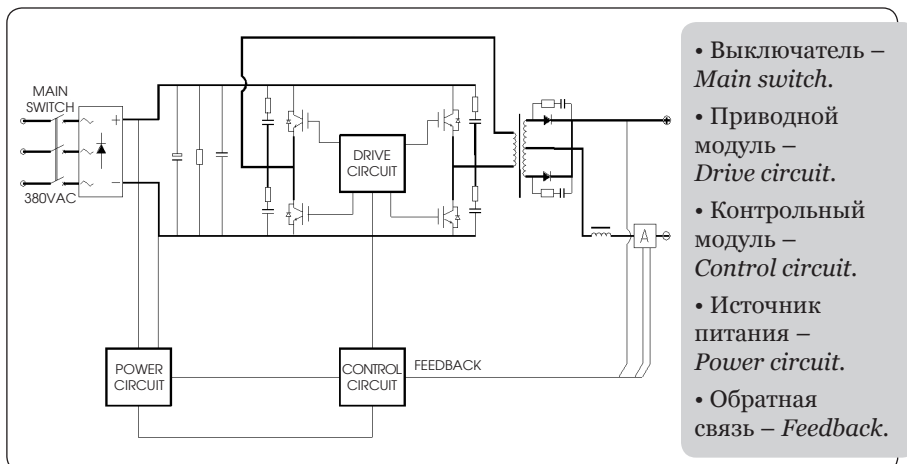 MAIN
SWITCH
380VAC
+
−
DRIVE
CIRCUIT
A
POWER
CIRCUIT
CONTROL
CIRCUIT
FEEDBACK
• Выключатель –
Main switch.
• Приводной
модуль –
Drive circuit.
• Контрольный
модуль –
Control circuit.
• Источник
питания –
Power circuit.
• Обратная
связь – Feedback.